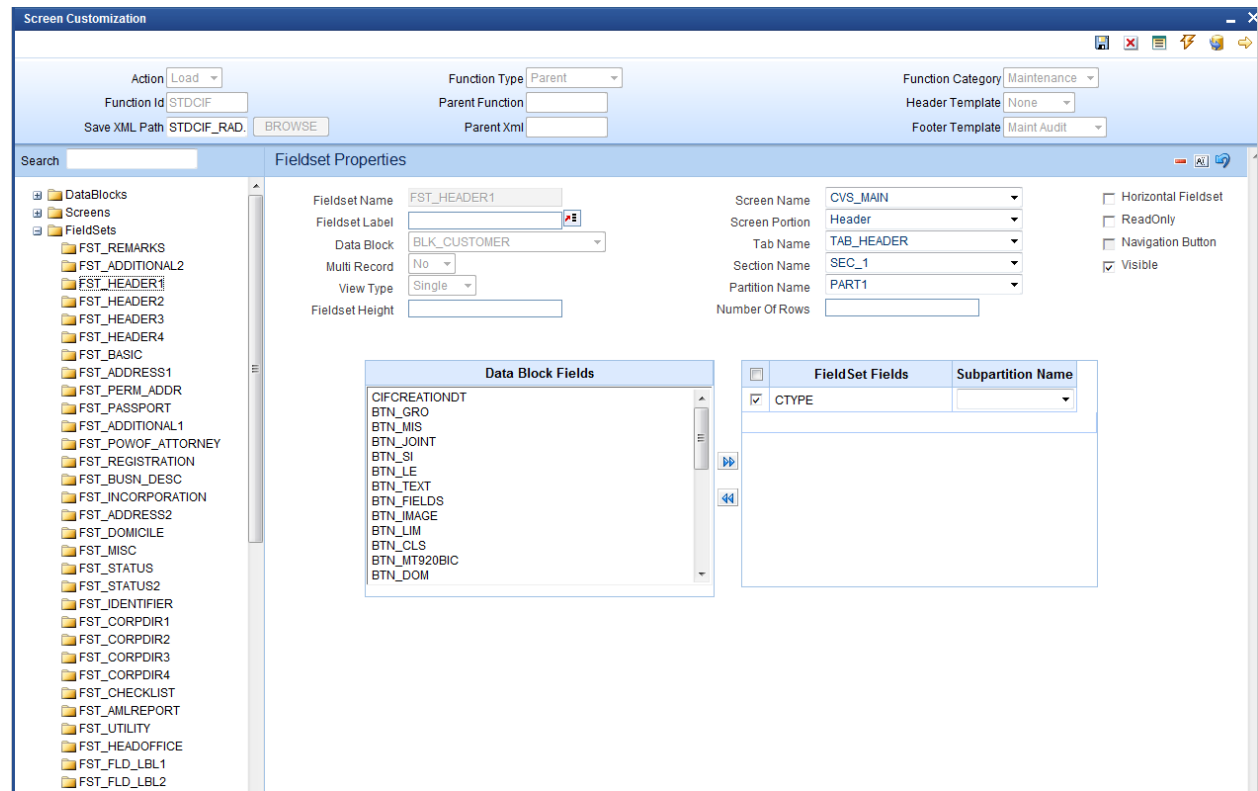 Screen Customization
Action Load
Function Type Parent
Function Category Maintenance
Function Id STDCIF
Parent Function
Header Template None
Save XML Path STDCIF_RAD. BROWSE
Parent Xml
Footer Template Maint Audit
Search
Fieldset Properties
DataBlocks
Screens
FieldSets
FST_REMARKS
FST_ADDITIONAL2
FST_HEADER1
FST_HEADER2
FST_HEADER3
FST_HEADER4
FST_BASIC
FST_ADDRESS1
FST_PERM_ADDR
FST_PASSPORT
FST_ADDITIONAL1
FST_POWOF_ATTORNEY
FST_REGISTRATION
FST_BUSN_DESC
FST_INCORPORATION
FST_ADDRESS2
FST_DOMICILE
FST_MISC
FST_STATUS
FST_STATUS2
FST_IDENTIFIER
FST_CORPDIR1
FST_CORPDIR2
FST_CORPDIR3
FST_CORPDIR4
FST_CHECKLIST
FST_AMLREPORT
FST_UTILITY
FST_HEADOFFICE
FST_FLD_LBL1
FST_FLD_LBL2
Fieldset Name FST_HEADER1
Fieldset Label
Data Block BLK_CUSTOMER
Multi Record No
View Type Single
Fieldset Height
Screen Name CVS_MAIN
Screen Portion Header
Tab Name TAB_HEADER
Section Name SEC_1
Partition Name PART1
Number Of Rows
Horizontal Fieldset
ReadOnly
Navigation Button
Visible
Data Block Fields
CIFCREATIONDT
BTN_GRO
BTN_MIS
BTN_JOINT
BTN_SI
BTN_LE
BTN_TEXT
BTN_FIELDS
BTN_IMAGE
BTN_LIM
BTN_CLS
BTN_MT920BIC
BTN_DOM
FieldSet Fields Subpartition Name
CTYPE